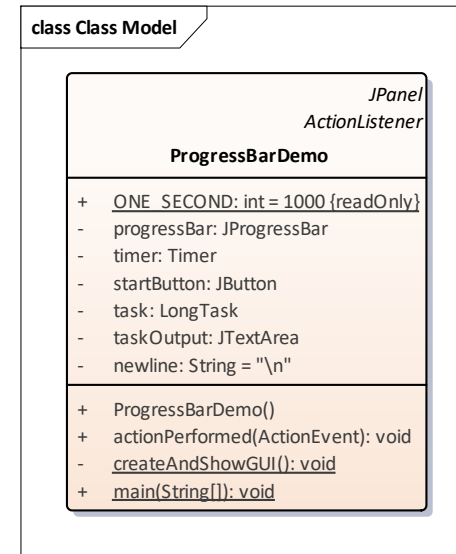 class Class Model
JPanel
ActionListener
ProgressBarDemo
+ ONE_SECOND: int = 1000 {readOnly}
- progressBar: JProgressBar
- timer: Timer
- startButton: JButton
- task: LongTask
- taskOutput: JTextArea
- newline: String = "\n"
+ ProgressBarDemo()
+ actionPerformed(ActionEvent): void
- createAndShowGUI(): void
+ main(String[]): void